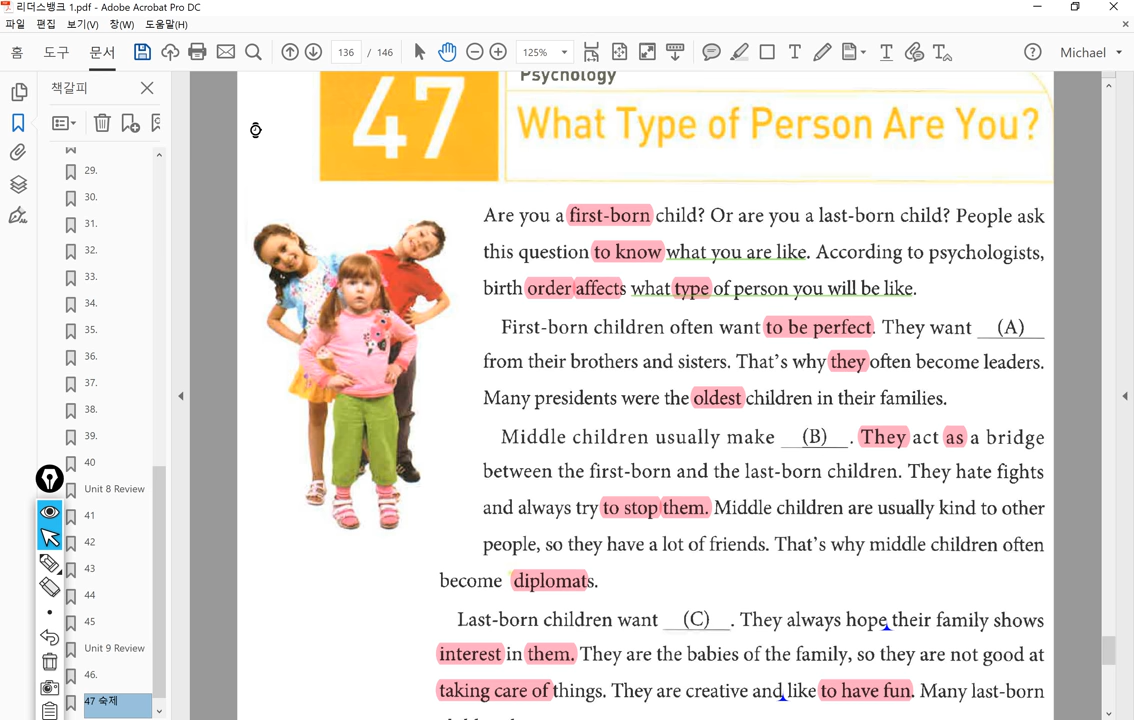 리더스뱅크 1.pdf - Adobe Acrobat Pro DC
파일 편집 보기(V) 창(W) 도움말(H)
홈 도구 문서 136 / 146 125% Michael
책갈피
29.
30.
31.
32.
33.
34.
35.
36.
37.
38.
39.
40
Unit 8 Review
41
42
43
44
45
Unit 9 Review
46.
47 숙제
47
Psychology
What Type of Person Are You?
Are you a first-born child? Or are you a last-born child? People ask
this question to know what you are like. According to psychologists,
birth order affects what type of person you will be like.
First-born children often want to be perfect. They want (A)
from their brothers and sisters. That's why they often become leaders.
Many presidents were the oldest children in their families.
Middle children usually make (B) . They act as a bridge
between the first-born and the last-born children. They hate fights
and always try to stop them. Middle children are usually kind to other
people, so they have a lot of friends. That's why middle children often
become diplomats.
Last-born children want (C) . They always hope their family shows
interest in them. They are the babies of the family, so they are not good at
taking care of things. They are creative and like to have fun. Many last-born